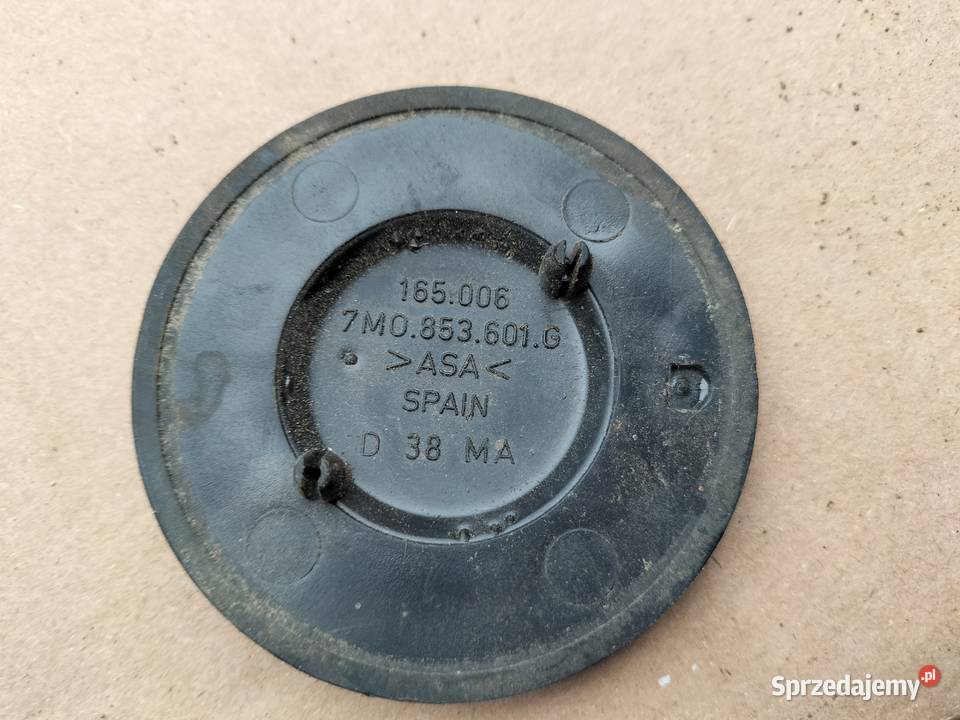 165.006
7M0.853.601.G
>ASA<
SPAIN
D 38 MA
Sprzedajemy.pl